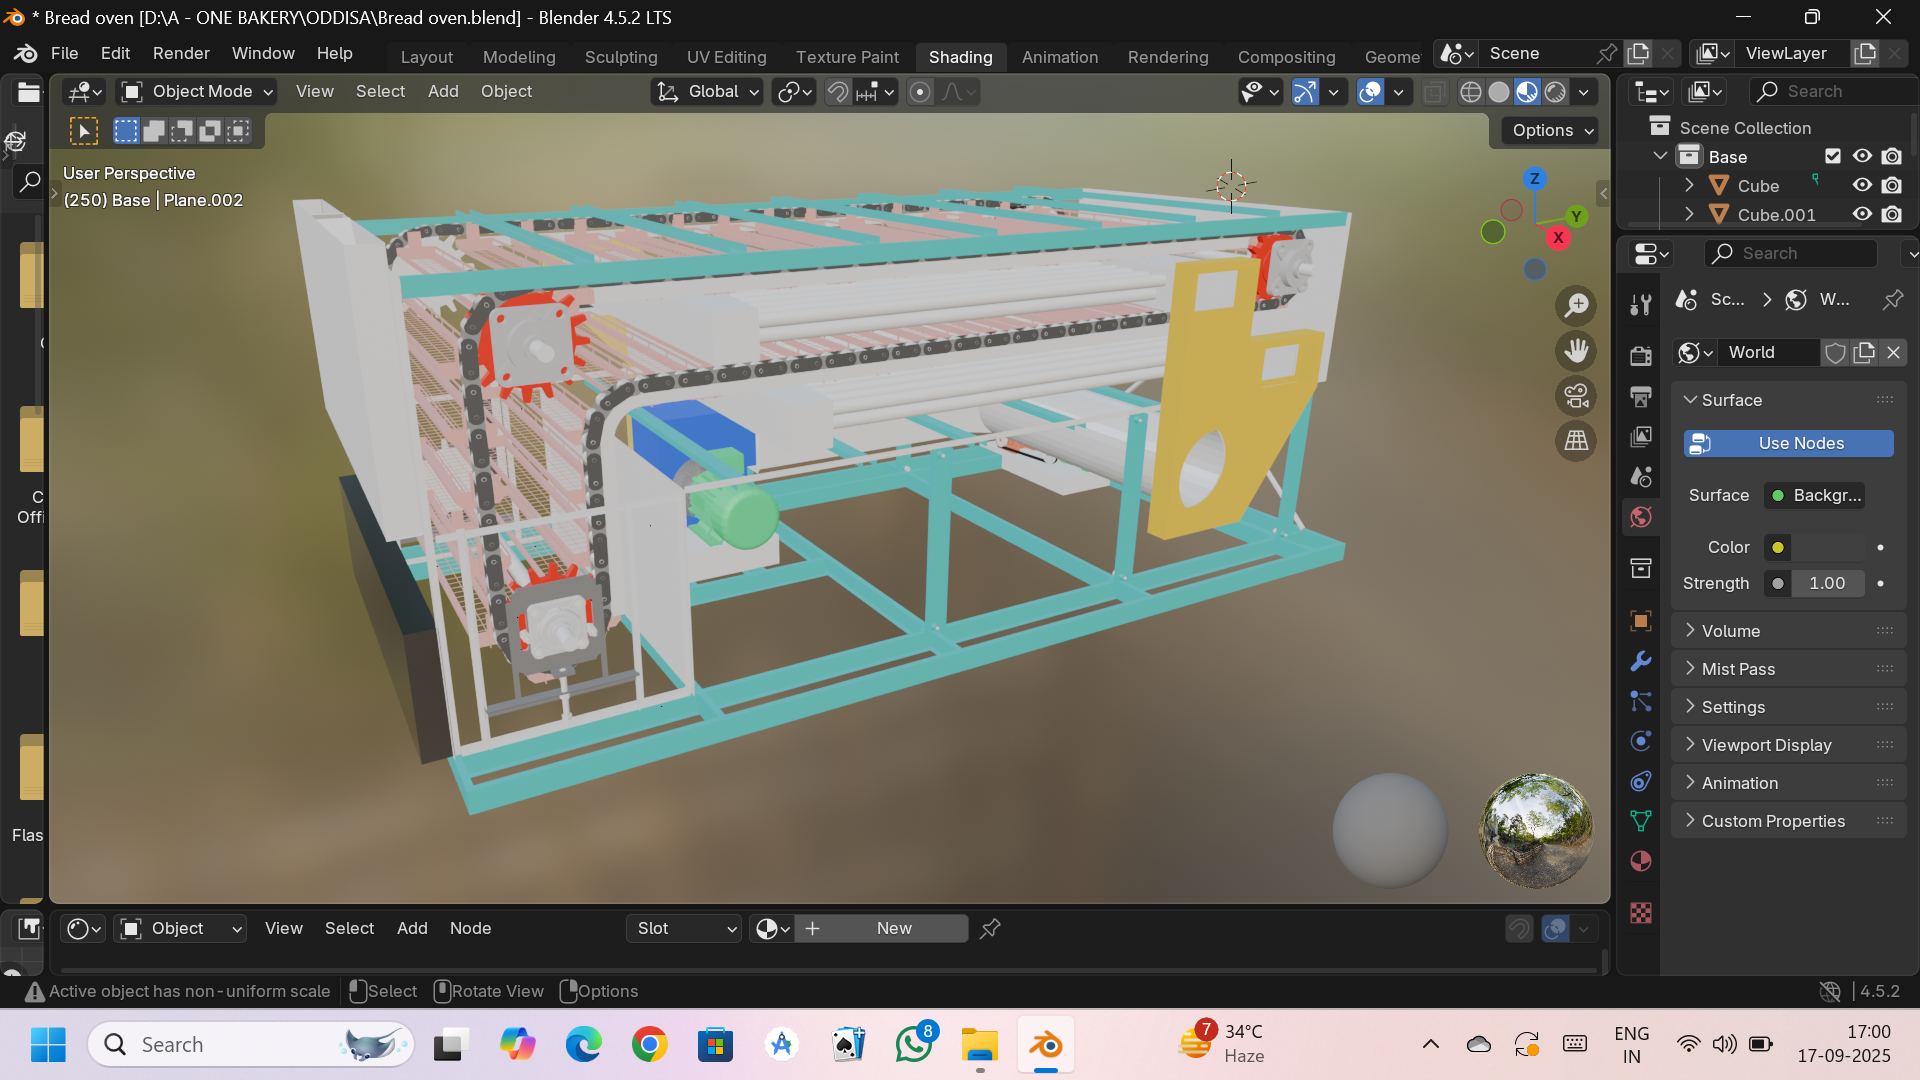 * Bread oven [D:\A - ONE BAKERY\ODDISA\Bread oven.blend] - Blender 4.5.2 LTS
File Edit Render Window Help
Layout Modeling Sculpting UV Editing Texture Paint Shading Animation Rendering Compositing Geome
Scene
ViewLayer
Object Mode View Select Add Object
Global
Search
Options
Scene Collection
Base
Cube
Cube.001
User Perspective
(250) Base | Plane.002
Z
Y
X
Search
Sc... W...
World
Surface
Use Nodes
Surface Backgr...
Color
Strength 1.00
Volume
Mist Pass
Settings
Viewport Display
Animation
Custom Properties
C
Offi
Flas
Object View Select Add Node
Slot
New
Active object has non-uniform scale Select Rotate View Options
4.5.2
Search
8
7
34°C
Haze
ENG
IN
17:00
17-09-2025